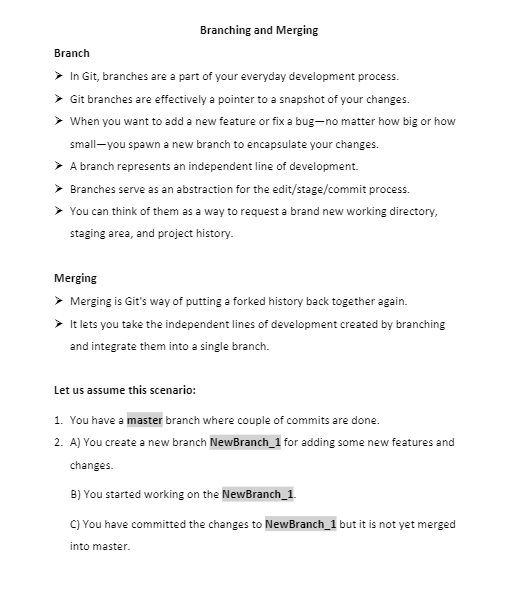 Branching and Merging
Branch
➢ In Git, branches are a part of your everyday development process.
➢ Git branches are effectively a pointer to a snapshot of your changes.
➢ When you want to add a new feature or fix a bug—no matter how big or how
small—you spawn a new branch to encapsulate your changes.
➢ A branch represents an independent line of development.
➢ Branches serve as an abstraction for the edit/stage/commit process.
➢ You can think of them as a way to request a brand new working directory,
staging area, and project history.
Merging
➢ Merging is Git's way of putting a forked history back together again.
➢ It lets you take the independent lines of development created by branching
and integrate them into a single branch.
Let us assume this scenario:
1. You have a master branch where couple of commits are done.
2. A) You create a new branch NewBranch_1 for adding some new features and
changes.
B) You started working on the NewBranch_1.
C) You have committed the changes to NewBranch_1 but it is not yet merged
into master.